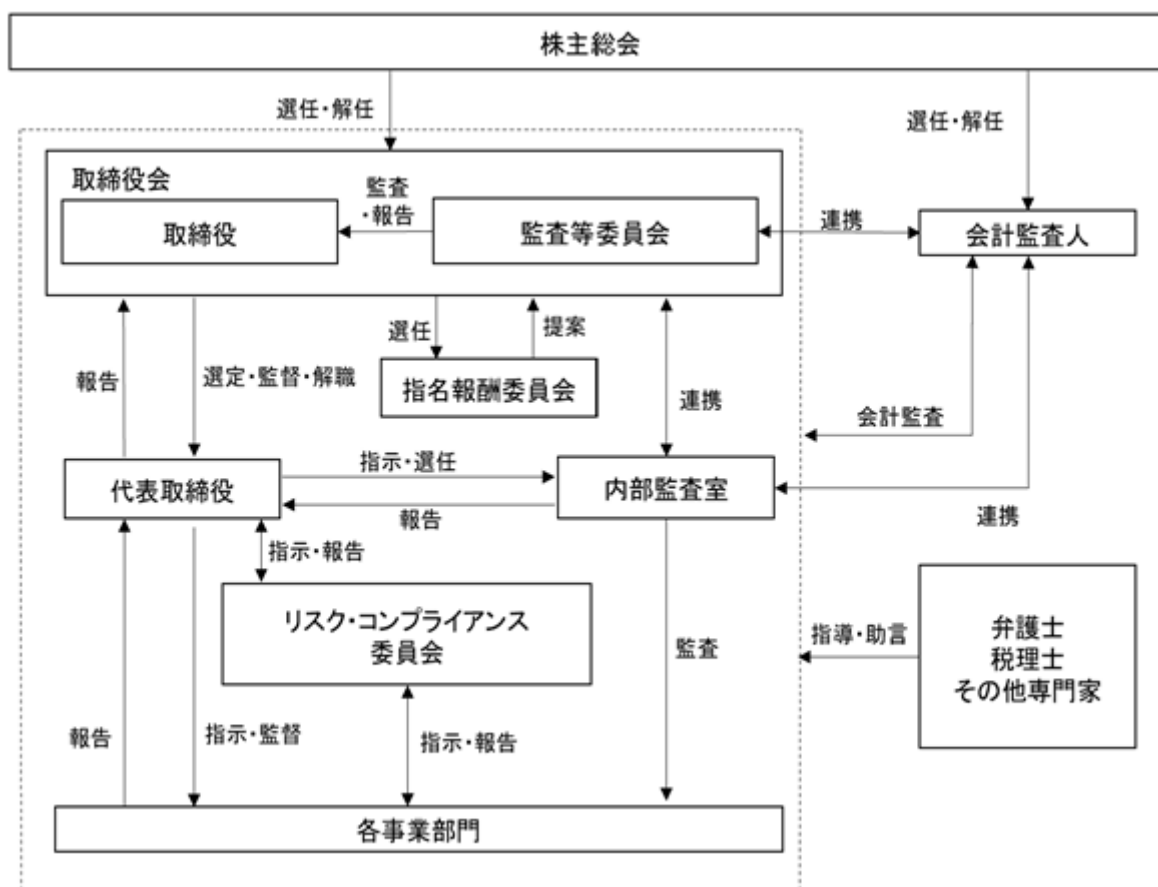 株主総会
選任・解任
選任・解任
取締役会
監査
・報告
取締役
監査等委員会
連携
会計監査人
選任
提案
報告
選定・監督・解職
指名報酬委員会
連携
会計監査
代表取締役
指示・選任
内部監査室
報告
連携
指示・報告
リスク・コンプライアンス
委員会
監査
指導・助言
弁護士
税理士
その他専門家
報告
指示・監督
指示・報告
各事業部門